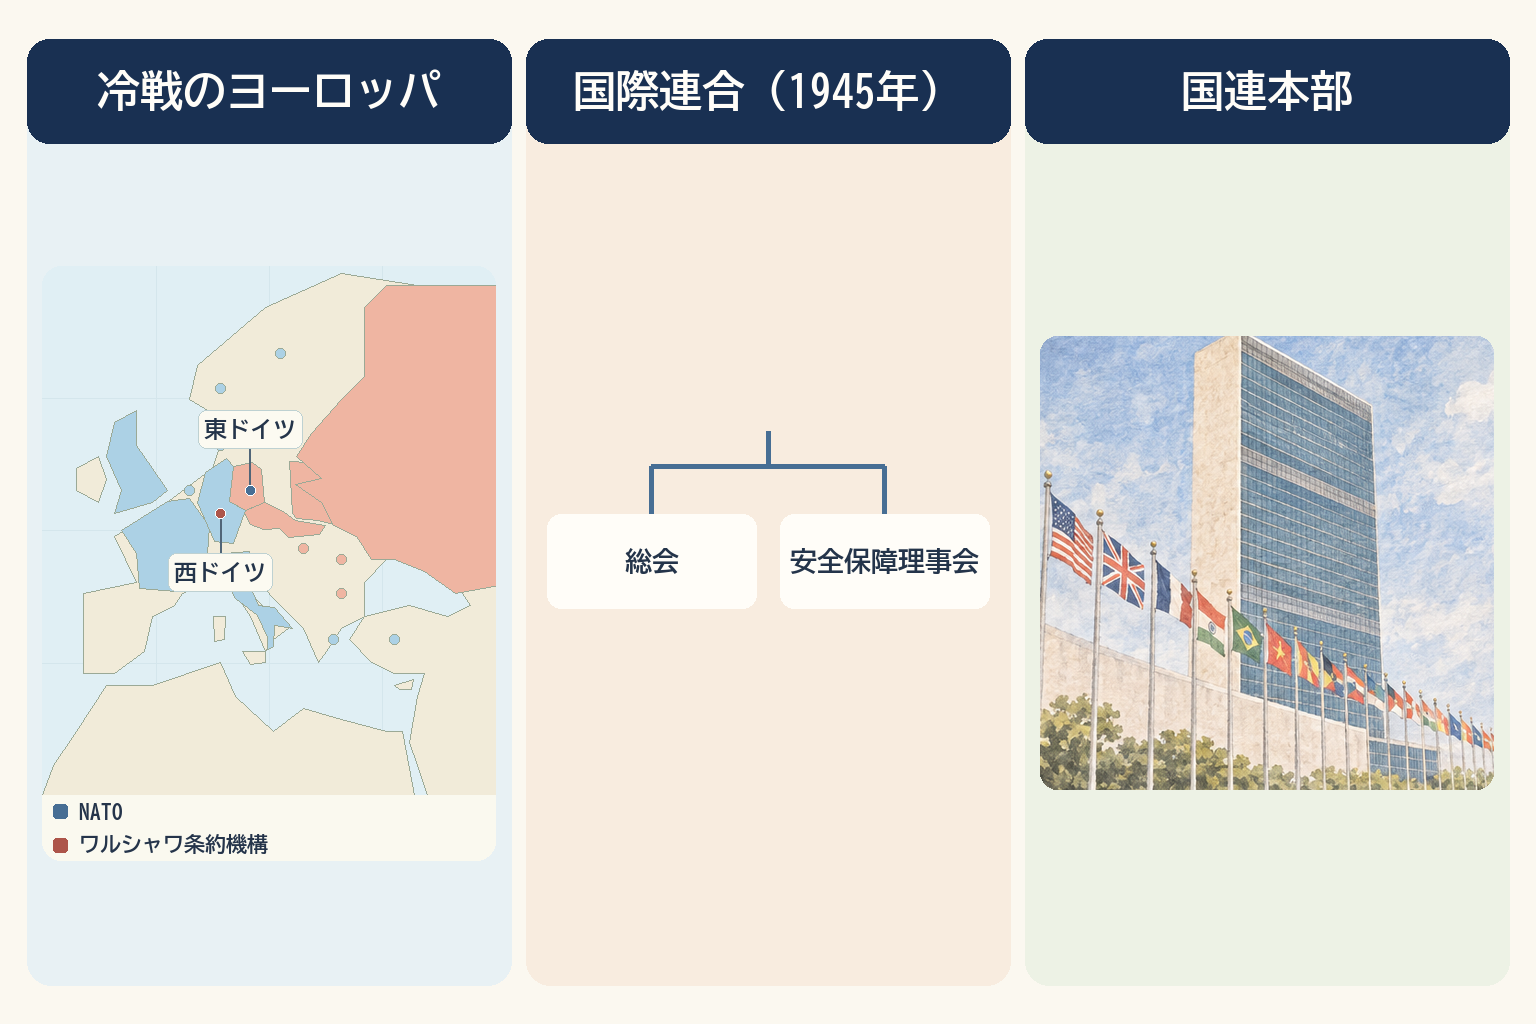 冷戦のヨーロッパ
東ドイツ
西ドイツ
NATO
ワルシャワ条約機構
国際連合（1945年）
総会
安全保障理事会
国連本部